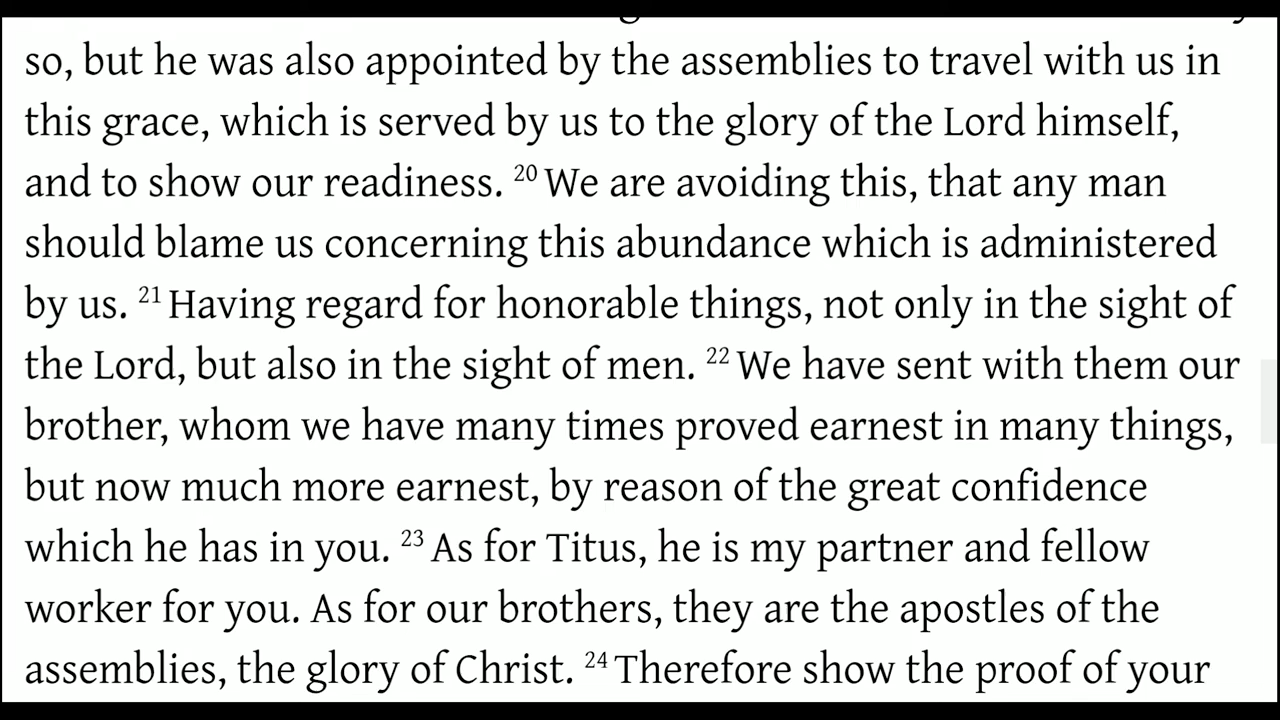 so, but he was also appointed by the assemblies to travel with us in
this grace, which is served by us to the glory of the Lord himself,
and to show our readiness. 20 We are avoiding this, that any man
should blame us concerning this abundance which is administered
by us. 21 Having regard for honorable things, not only in the sight of
the Lord, but also in the sight of men. 22 We have sent with them our
brother, whom we have many times proved earnest in many things,
but now much more earnest, by reason of the great confidence
which he has in you. 23 As for Titus, he is my partner and fellow
worker for you. As for our brothers, they are the apostles of the
assemblies, the glory of Christ. 24 Therefore show the proof of your